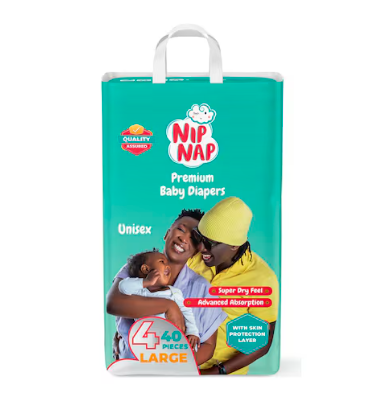 NIP
NAP
QUALITY
ASSURED
Premium
Baby Diapers
Unisex
Super Dry Feel
Advanced Absorption
4
40
PIECES
LARGE
WITH SKIN
PROTECTION
LAYER